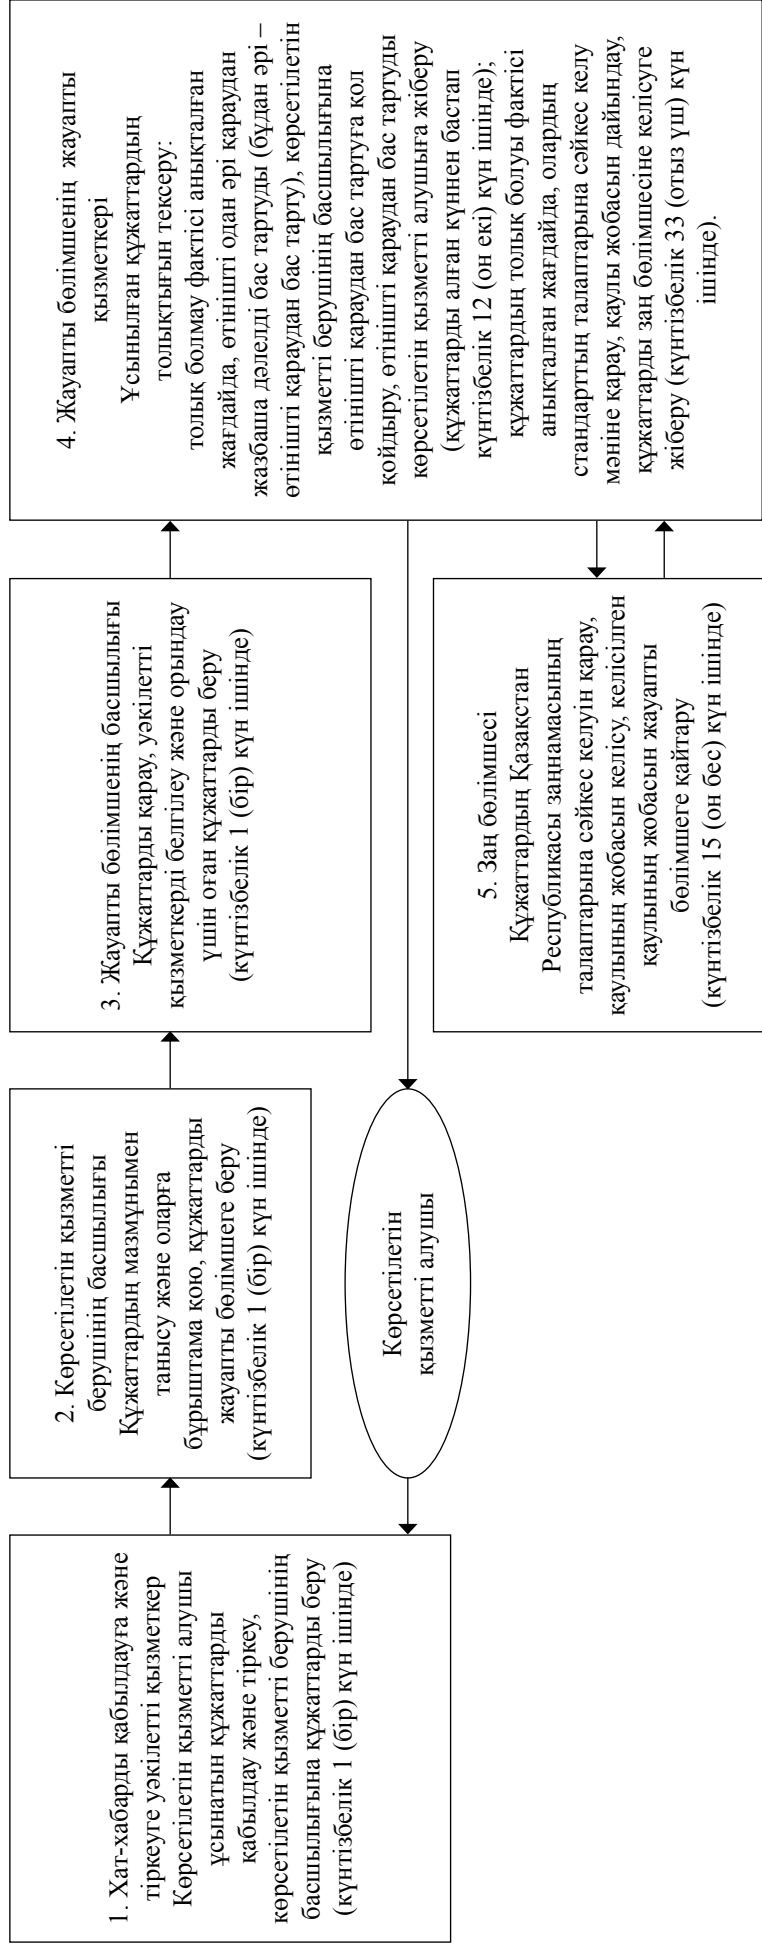 1. Хат-хабарды қабылдауға және
тіркеуге уәкілетті қызметкер
Көрсетілетін қызметті алушы
ұсынатын құжаттарды
қабылдау және тіркеу,
көрсетілетін қызметті берушінің
басшылығына құжаттарды беру
(күнтізбелік 1 (бір) күн ішінде)
2. Көрсетілетін қызметті
берушінің басшылығы
Құжаттардың мазмұнымен
танысу және оларға
бұрыштама қою, құжаттарды
жауапты бөлімшеге беру
(күнтізбелік 1 (бір) күн ішінде)
3. Жауапты бөлімшенің басшылығы
Құжаттарды қарау, уәкілетті
қызметкерді белгілеу және орындау
үшін оған құжаттарды беру
(күнтізбелік 1 (бір) күн ішінде)
4. Жауапты бөлімшенің жауапты
қызметкері
Ұсынылған құжаттардың
толықтығын тексеру:
толық болмау фактісі анықталған
жағдайда, өтінішті одан әрі қараудан
жазбаша дәлелді бас тартуды (бұдан әрі –
өтінішті қараудан бас тарту), көрсетілетін
қызметті берушінің басшылығына
өтінішті қараудан бас тартуға қол
қойдыру, өтінішті қараудан бас тартуды
көрсетілетін қызметті алушыға жіберу
(құжаттарды алған күннен бастап
күнтізбелік 12 (он екі) күн ішінде);
құжаттардың толық болуы фактісі
анықталған жағдайда, олардың
стандарттың талаптарына сәйкес келу
мәніне қарау, қаулы жобасын дайындау,
құжаттарды заң бөлімшесіне келісуге
жіберу (күнтізбелік 33 (отыз үш) күн
ішінде).
Көрсетілетін
қызметті алушы
5. Заң бөлімшесі
Құжаттардың Қазақстан
Республикасы заңнамасының
талаптарына сәйкес келуін қарау,
қаулының жобасын келісу, келісілген
қаулының жобасын жауапты
бөлімшеге қайтару
(күнтізбелік 15 (он бес) күн ішінде)